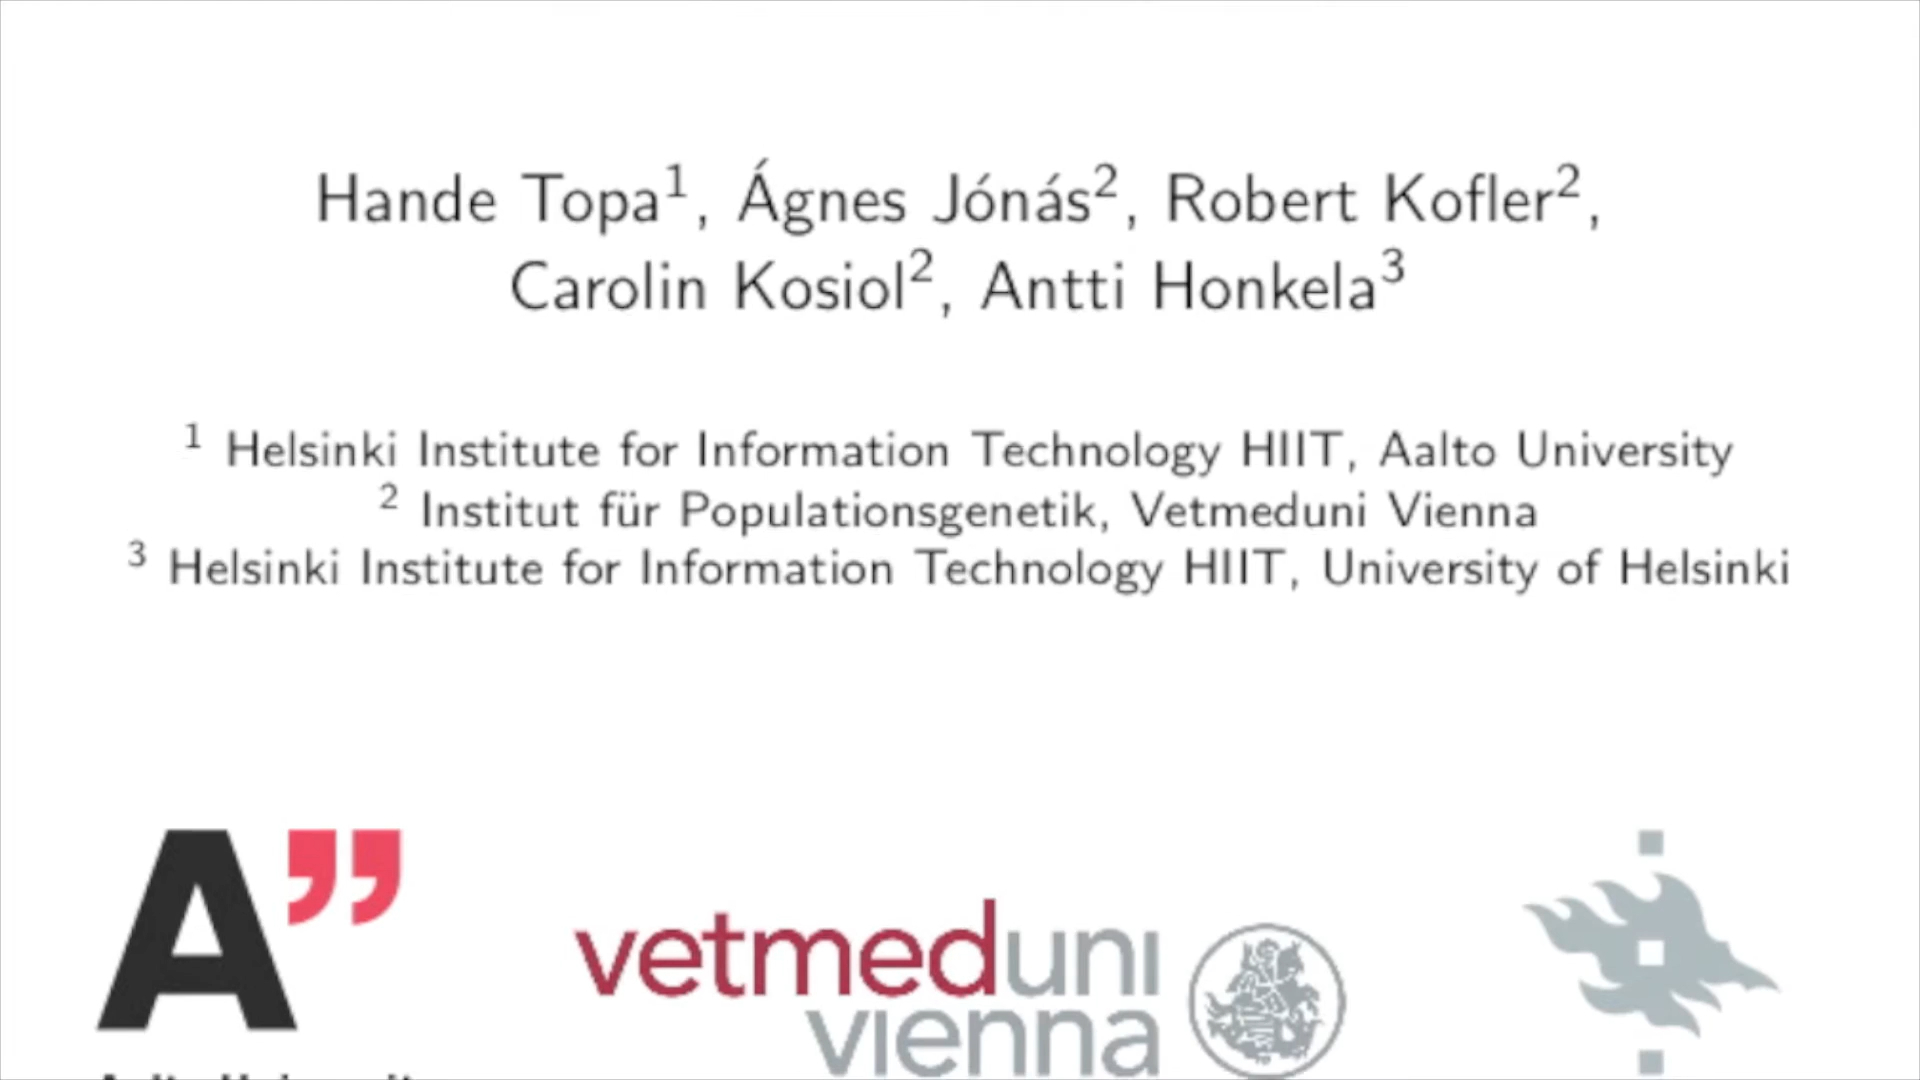 Hande Topa¹, Ágnes Jónás², Robert Kofler²,
Carolin Kosiol², Antti Honkela³
¹ Helsinki Institute for Information Technology HIIT, Aalto University
² Institut für Populationsgenetik, Vetmeduni Vienna
³ Helsinki Institute for Information Technology HIIT, University of Helsinki
A”
vetmeduni
vienna